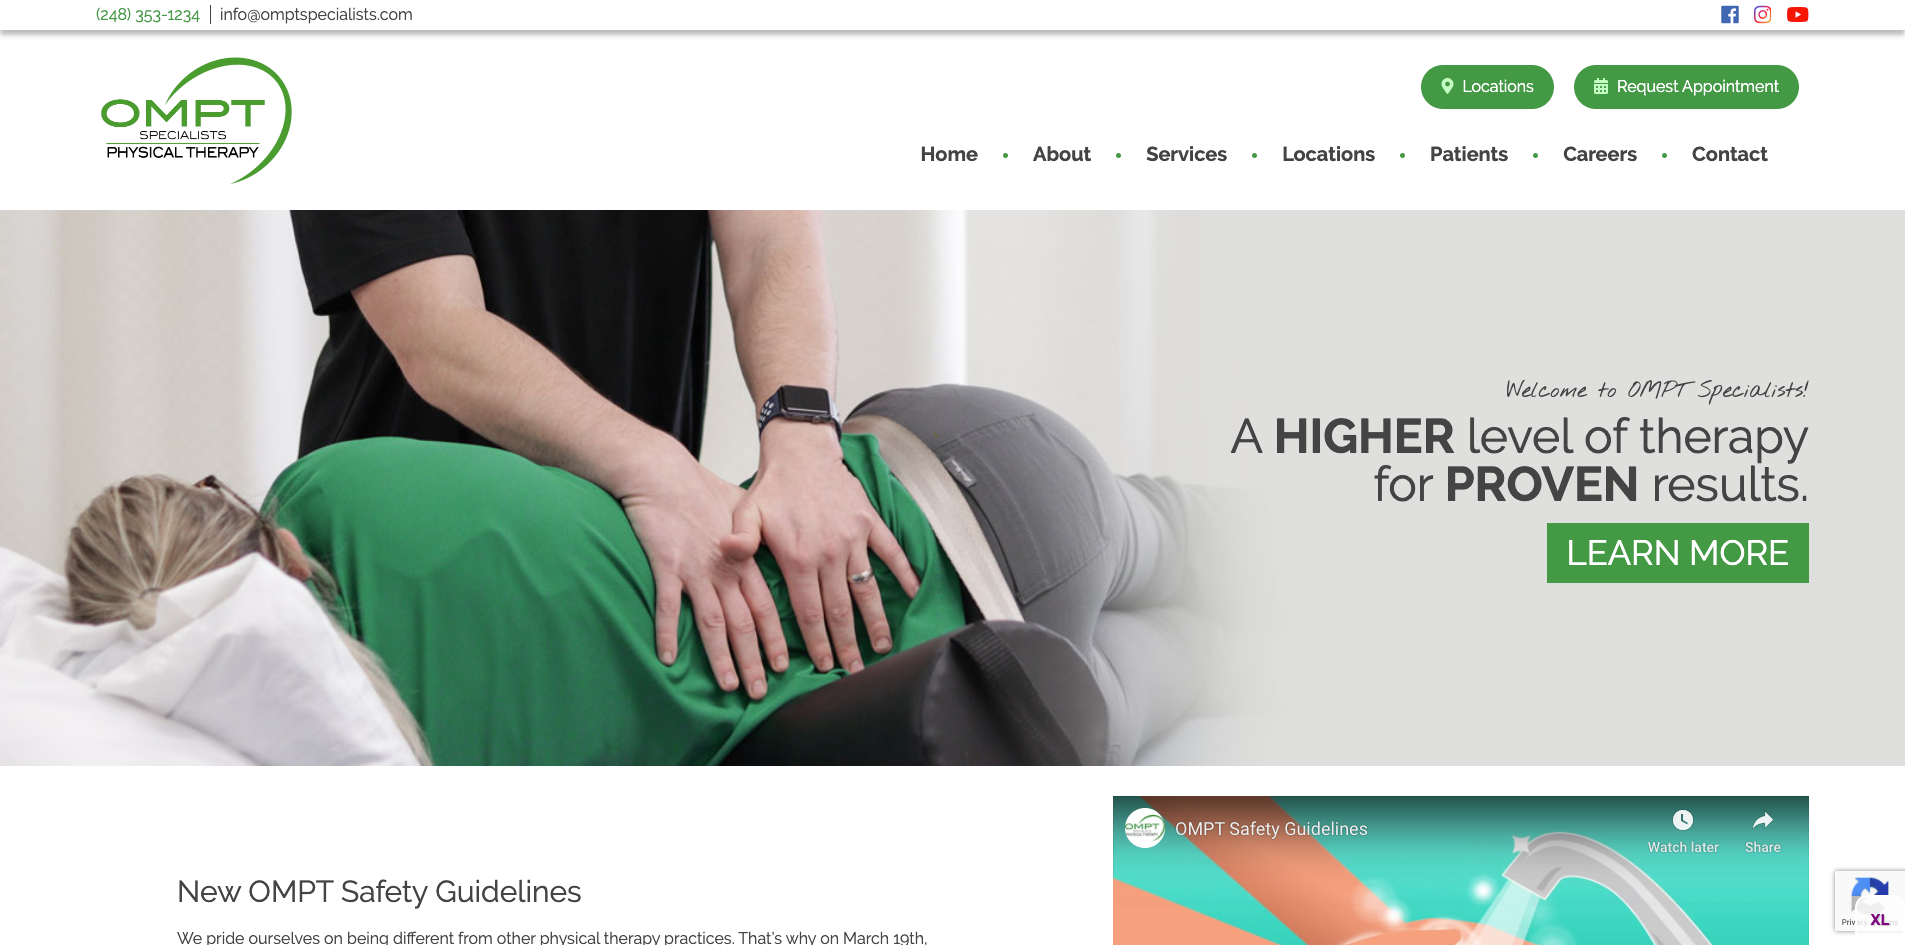 (248) 353-1234 | info@omptspecialists.com
OMPT
SPECIALISTS
PHYSICAL THERAPY
Locations
Request Appointment
Home • About • Services • Locations • Patients • Careers • Contact
Welcome to OMPT Specialists!
A HIGHER level of therapy
for PROVEN results.
LEARN MORE
OMPT Safety Guidelines
Watch later
Share
New OMPT Safety Guidelines
We pride ourselves on being different from other physical therapy practices. That's why on March 19th,
XL